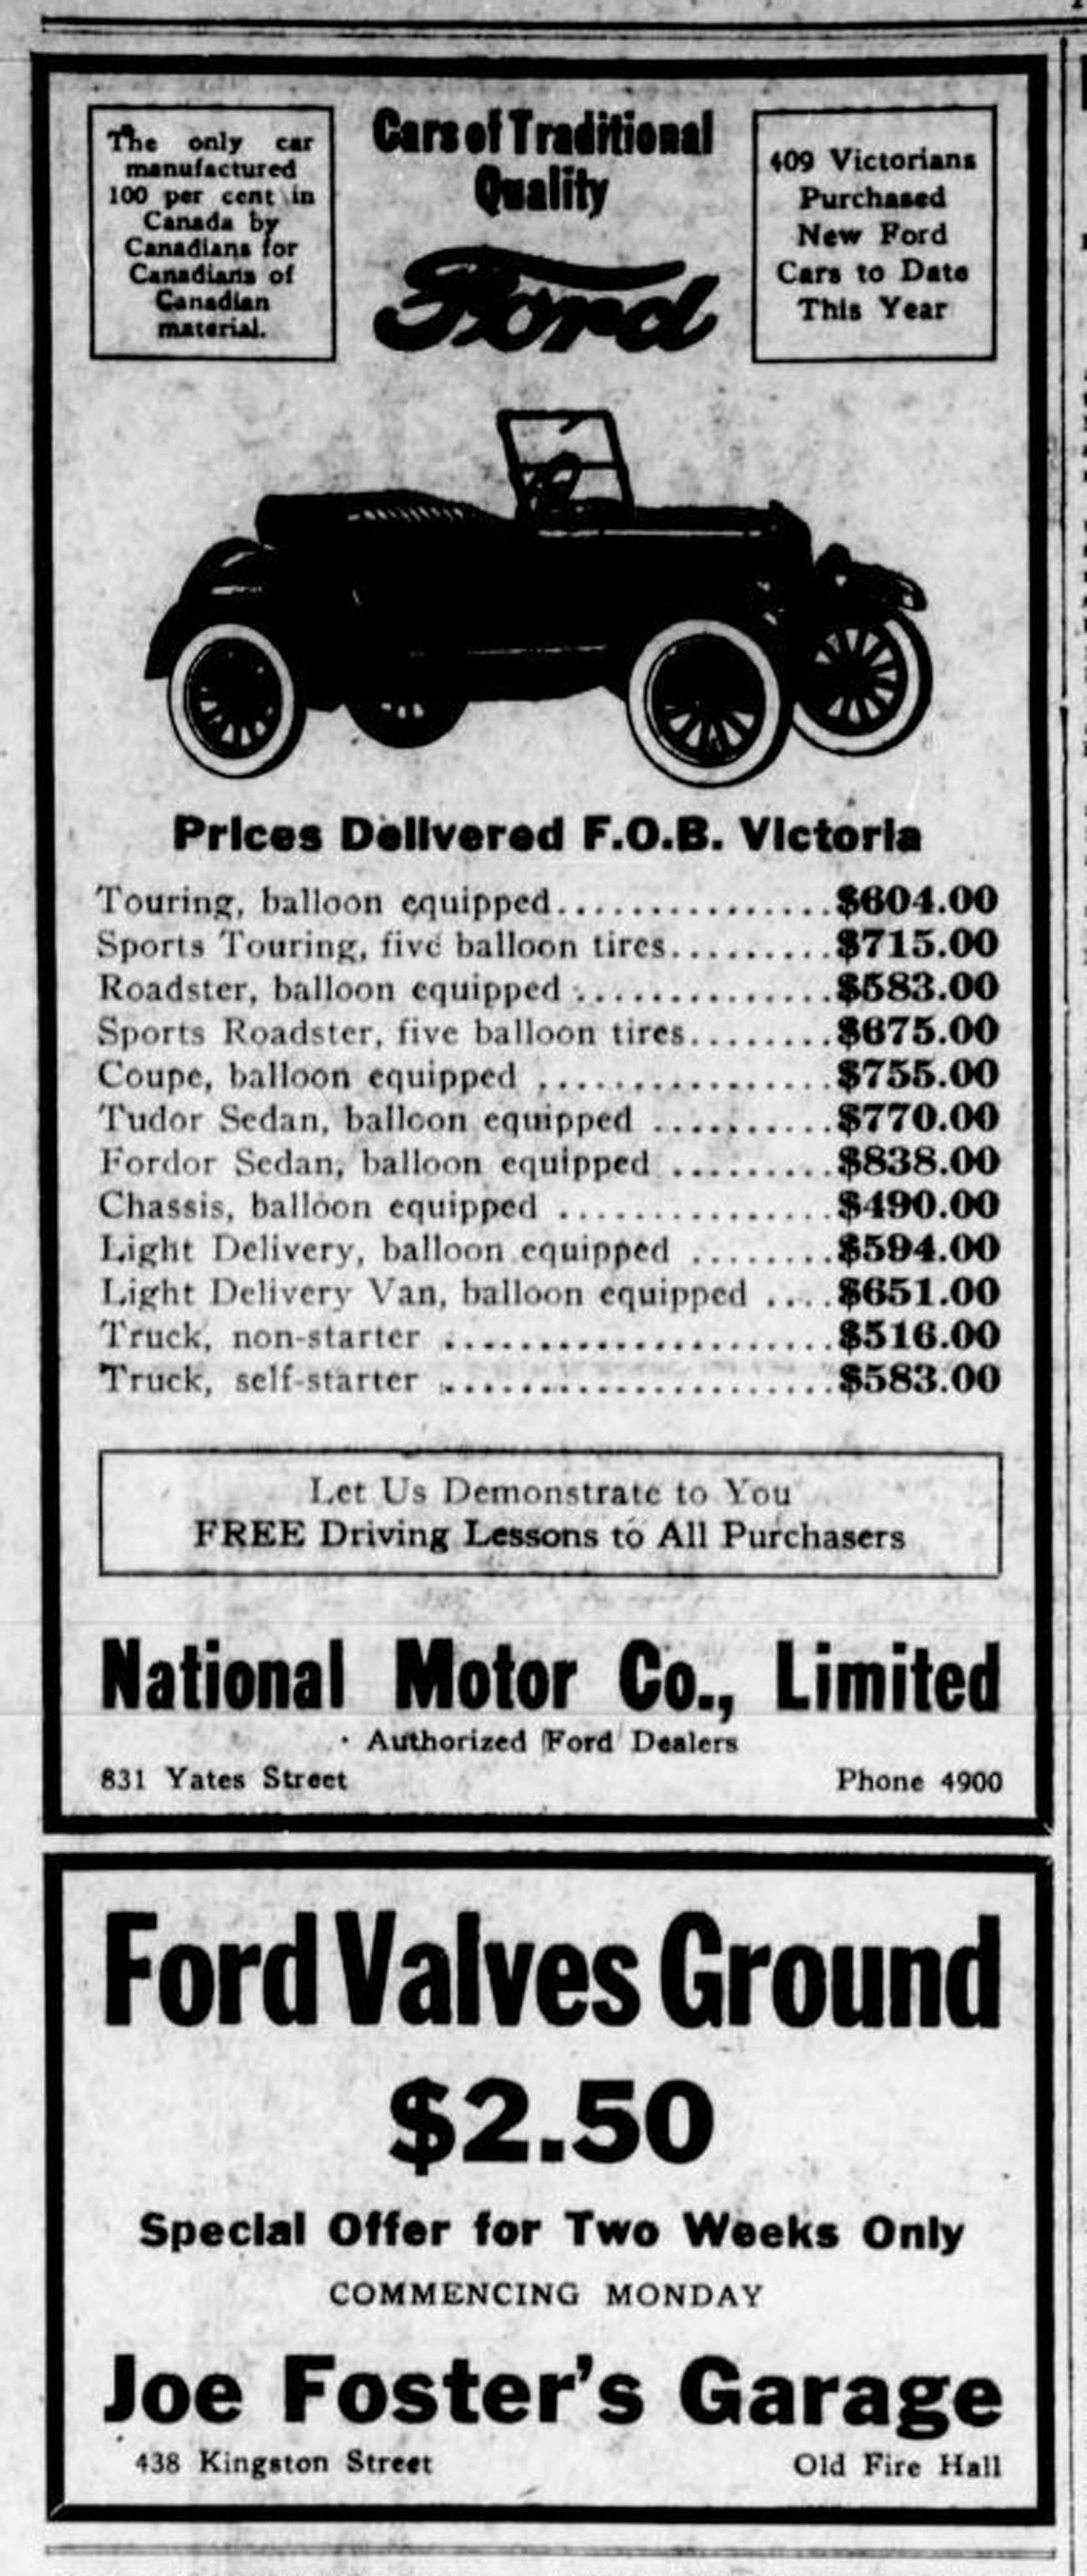 The only car
manufactured
100 per cent in
Canada by
Canadians for
Canadians of
Canadian
material.
Cars of Traditional
Quality
Ford
409 Victorians
Purchased
New Ford
Cars to Date
This Year
Prices Delivered F.O.B. Victoria
Touring, balloon equipped................$604.00
Sports Touring, five balloon tires..........$715.00
Roadster, balloon equipped ...............$583.00
Sports Roadster, five balloon tires.........$675.00
Coupe, balloon equipped .................$755.00
Tudor Sedan, balloon equipped ...........$770.00
Fordor Sedan, balloon equipped ..........$838.00
Chassis, balloon equipped ................$490.00
Light Delivery, balloon equipped .........$594.00
Light Delivery Van, balloon equipped ....$651.00
Truck, non-starter .......................$516.00
Truck, self-starter .......................$583.00
Let Us Demonstrate to You
FREE Driving Lessons to All Purchasers
National Motor Co., Limited
Authorized Ford Dealers
831 Yates Street Phone 4900
Ford Valves Ground
$2.50
Special Offer for Two Weeks Only
COMMENCING MONDAY
Joe Foster's Garage
438 Kingston Street Old Fire Hall